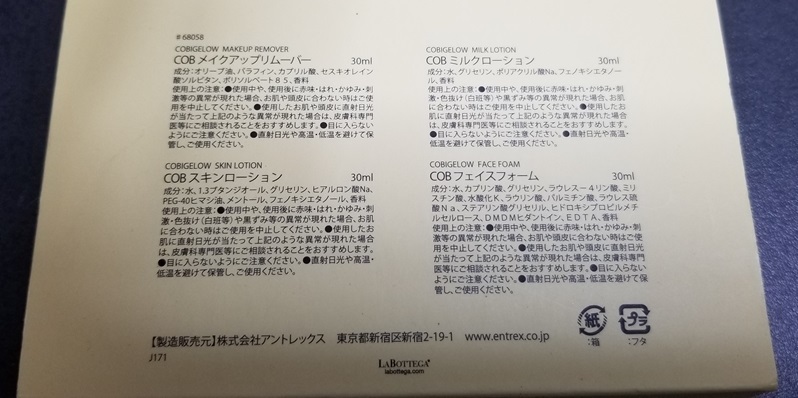 #68058
COBIGELOW MAKEUP REMOVER
COB メイクアップリムーバー 30ml
成分:オリーブ油、パラフィン、カプリル酸、セスキオレイン
酸ソルビタン、ポリソルベート85、香料
使用上の注意:●使用中や、使用後に赤味・はれ・かゆみ・刺
激等の異常が現れた場合、お肌や頭皮に合わない時はご使
用を中止してください。●使用したお肌や頭皮に直射日光
が当たって上記のような異常が現れた場合は、皮膚科専門
医等にご相談されることをおすすめします。●目に入らない
ようにご注意ください。●直射日光や高温・低温を避けて保
管し、ご使用ください。
COBIGELOW MILK LOTION
COB ミルクローション 30ml
成分:水、グリセリン、ポリアクリル酸Na、フェノキシエタノー
ル、香料
使用上の注意:●使用中や、使用後に赤味・はれ・かゆみ・刺
激・色抜け(白斑等)や黒ずみ等の異常が現れた場合、お肌に
合わない時はご使用を中止してください。●使用したお
肌に直射日光が当たって上記のような異常が現れた場合
は、皮膚科専門医等にご相談されることをおすすめします。
●目に入らないようにご注意ください。●直射日光や高温・
低温を避けて保管し、ご使用ください。
COBIGELOW SKIN LOTION
COB スキンローション 30ml
成分:水、1,3ブタンジオール、グリセリン、ヒアルロン酸Na、
PEG-40ヒマシ油、メントール、フェノキシエタノール、香料
使用上の注意:●使用中や、使用後に赤味・はれ・かゆみ・刺
激・色抜け(白斑等)や黒ずみ等の異常が現れた場合、お肌
に合わない時はご使用を中止してください。●使用したお
肌に直射日光が当たって上記のような異常が現れた場合
は、皮膚科専門医等にご相談されることをおすすめします。
●目に入らないようにご注意ください。●直射日光や高温・
低温を避けて保管し、ご使用ください。
COBIGELOW FACE FOAM
COB フェイスフォーム 30ml
成分:水、カプリン酸、グリセリン、ラウレス-4リン酸、ミリ
スチン酸、水酸化K、ラウリン酸、パルミチン酸、ラウレス硫
酸Na、ステアリン酸グリセリル、ヒドロキシプロピルメチ
ルセルロース、DMDMヒダントイン、EDTA、香料
使用上の注意:●使用中や、使用後に赤味・はれ・かゆみ・刺
激等の異常が現れた場合、お肌や頭皮に合わない時はご使用
を中止してください。●使用したお肌や頭皮に直射日光
が当たって上記のような異常が現れた場合は、皮膚科専門
医等にご相談されることをおすすめします。●目に入らない
ようにご注意ください。●直射日光や高温・低温を避けて保
管し、ご使用ください。
紙 プラ
:箱 :フタ
【製造販売元】株式会社アントレックス 東京都新宿区新宿2-19-1 www.entrex.co.jp
J171
LABOTTEGA
labottega.com